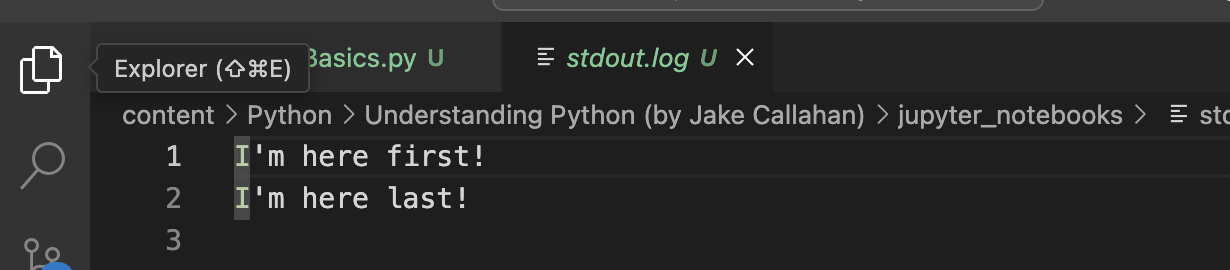 Explorer (⇧⌘E)
Basics.py U
stdout.log U
content > Python > Understanding Python (by Jake Callahan) > jupyter_notebooks >
1 I'm here first!
2 I'm here last!
3